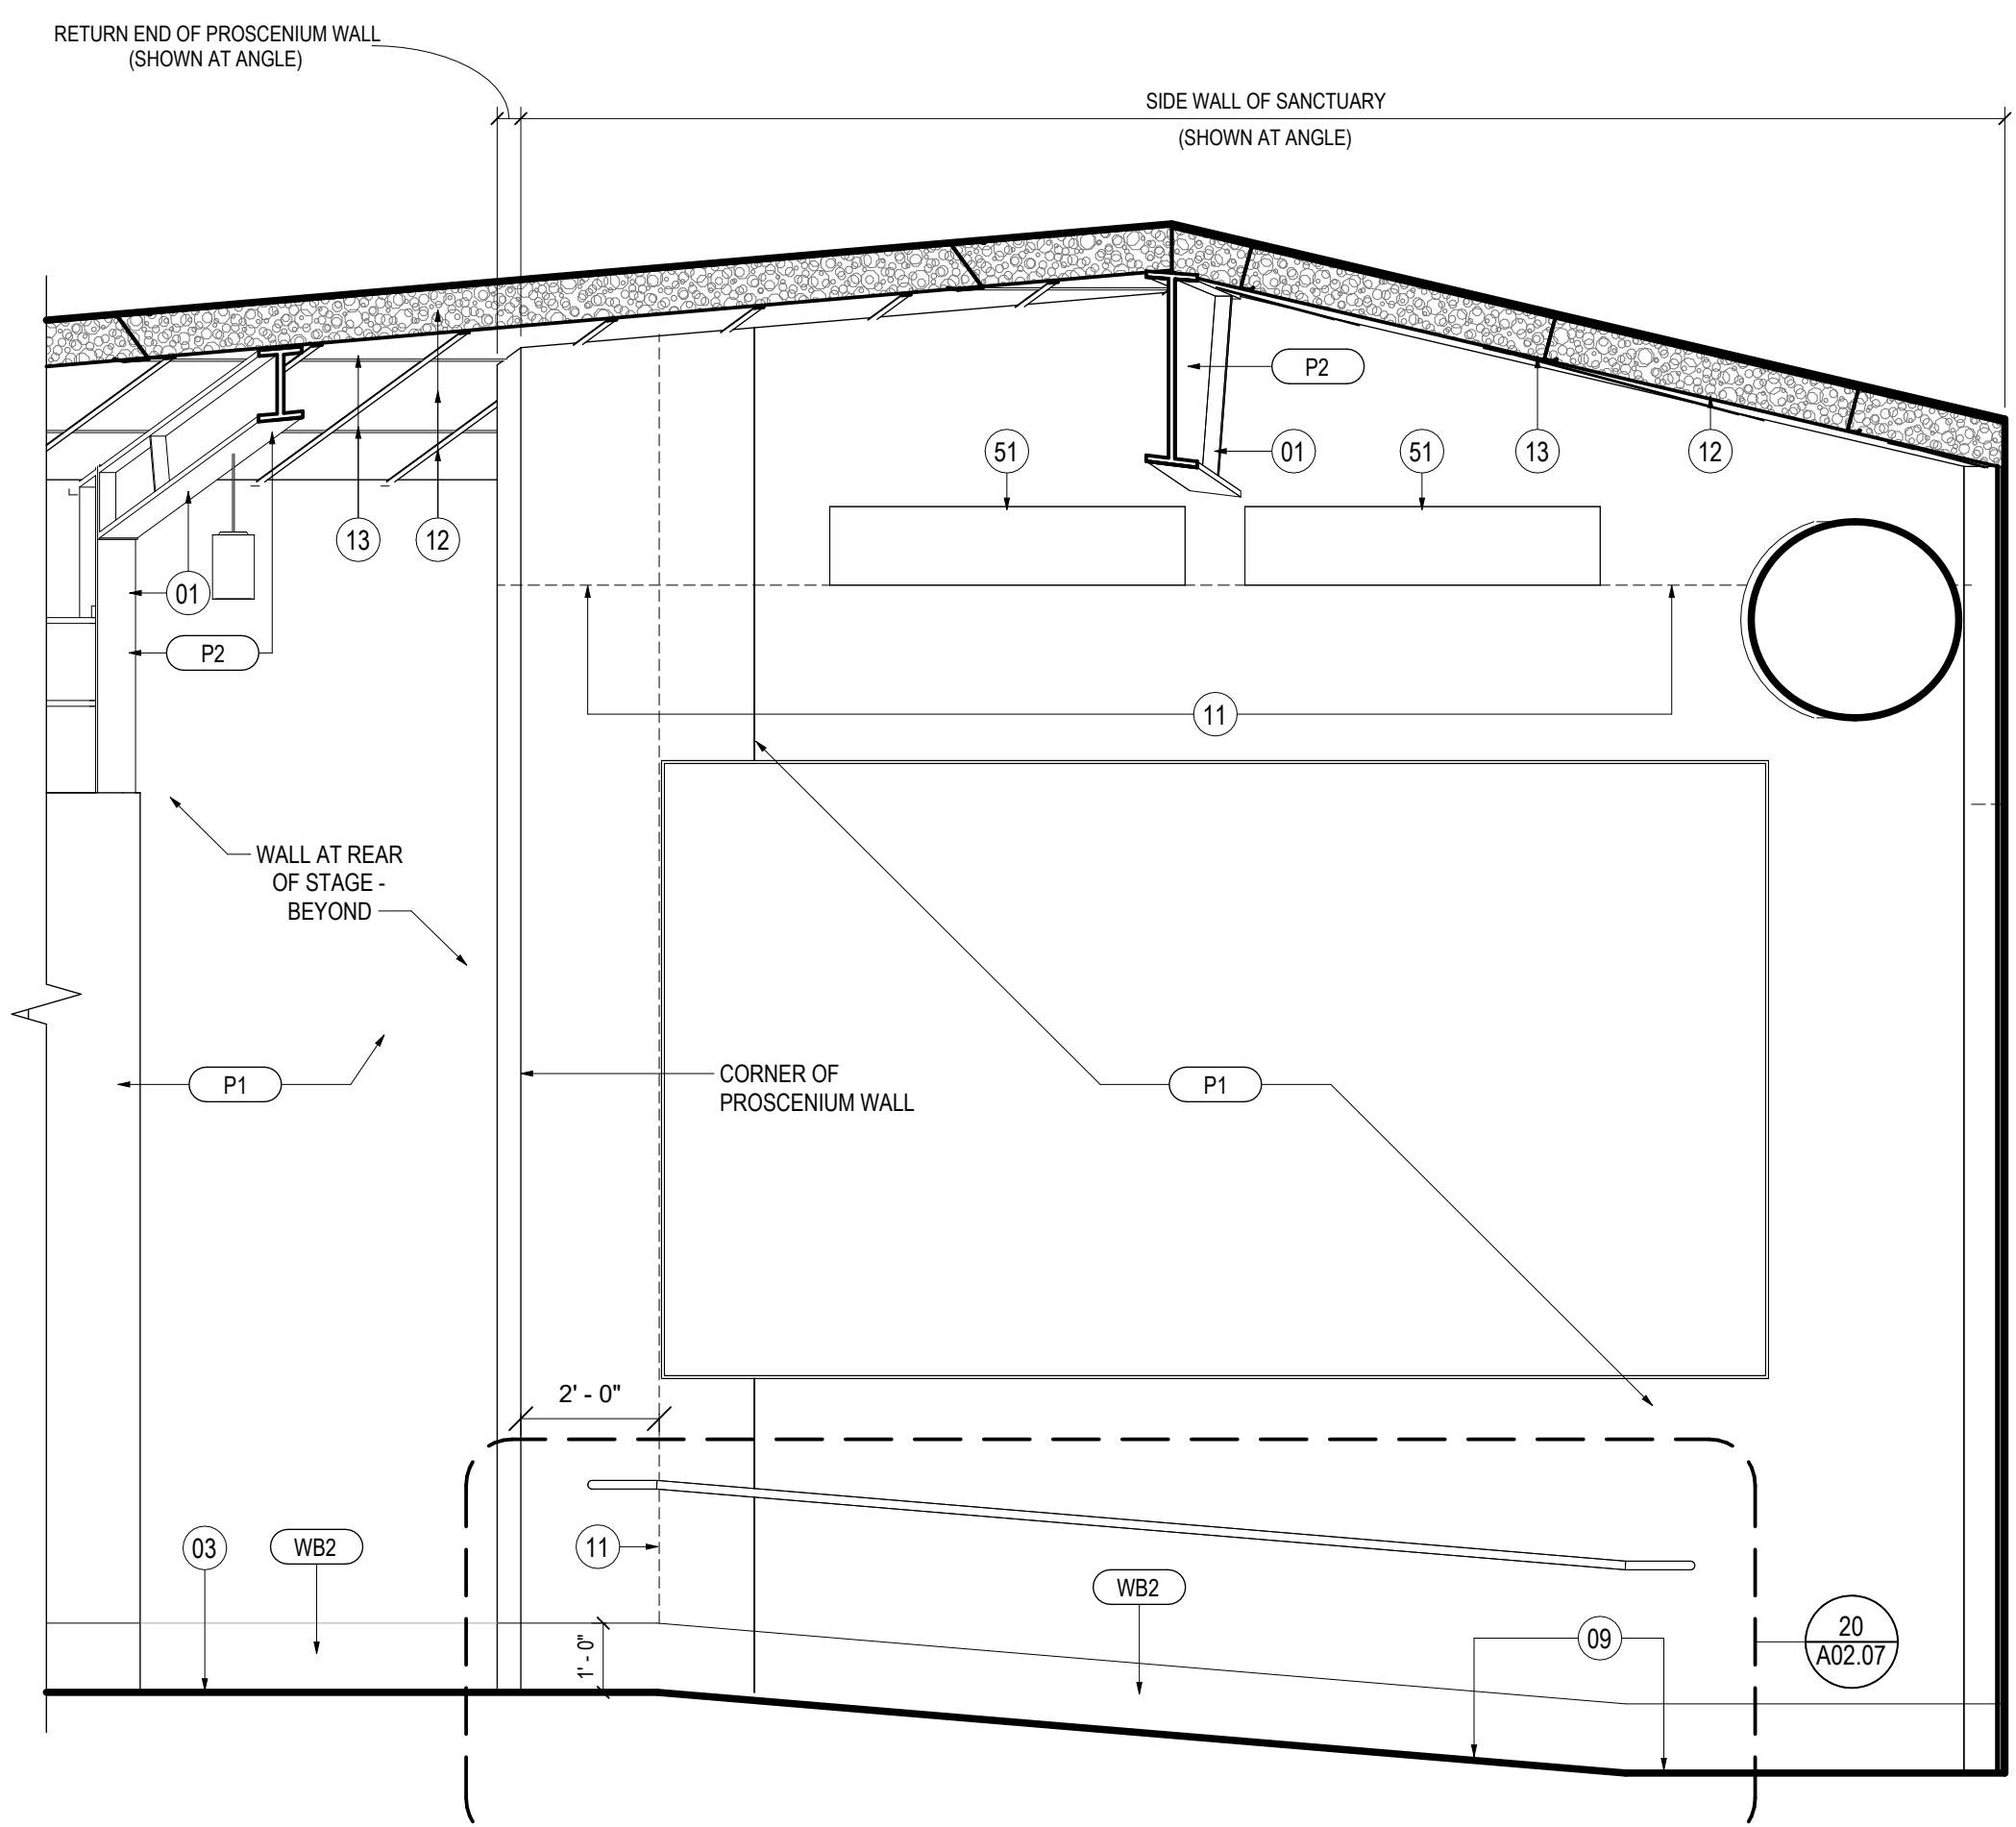 RETURN END OF PROSCENIUM WALL
(SHOWN AT ANGLE)
SIDE WALL OF SANCTUARY
(SHOWN AT ANGLE)
P2
51
01
51
13
12
13
12
01
P2
11
WALL AT REAR
OF STAGE -
BEYOND
P1
CORNER OF
PROSCENIUM WALL
P1
2' - 0"
03
WB2
11
WB2
1' - 0"
09
20
A02.07